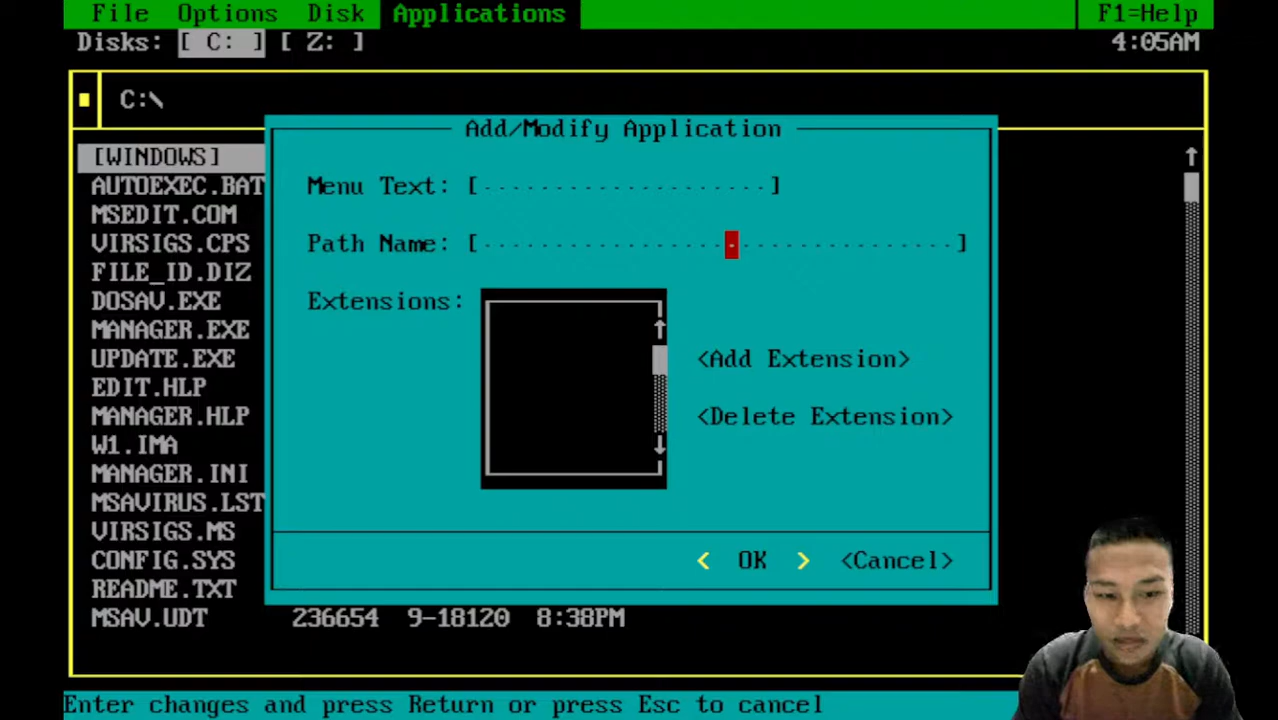 File Options Disk Applications F1=Help
Disks: [ C: ] [ Z: ] 4:05AM
C:\
Add/Modify Application
[WINDOWS]
Menu Text: [....................]
AUTOEXEC.BAT
MSEDIT.COM
VIRSIGS.CPS
Path Name: [.................................]
FILE_ID.DIZ
DOSAV.EXE
Extensions:
MANAGER.EXE
UPDATE.EXE
<Add Extension>
EDIT.HLP
MANAGER.HLP
<Delete Extension>
W1.IMA
MANAGER.INI
MSAVIRUS.LST
VIRSIGS.MS
CONFIG.SYS
< OK > <Cancel>
README.TXT
MSAV.UDT 236654 9-18120 8:38PM
Enter changes and press Return or press Esc to cancel